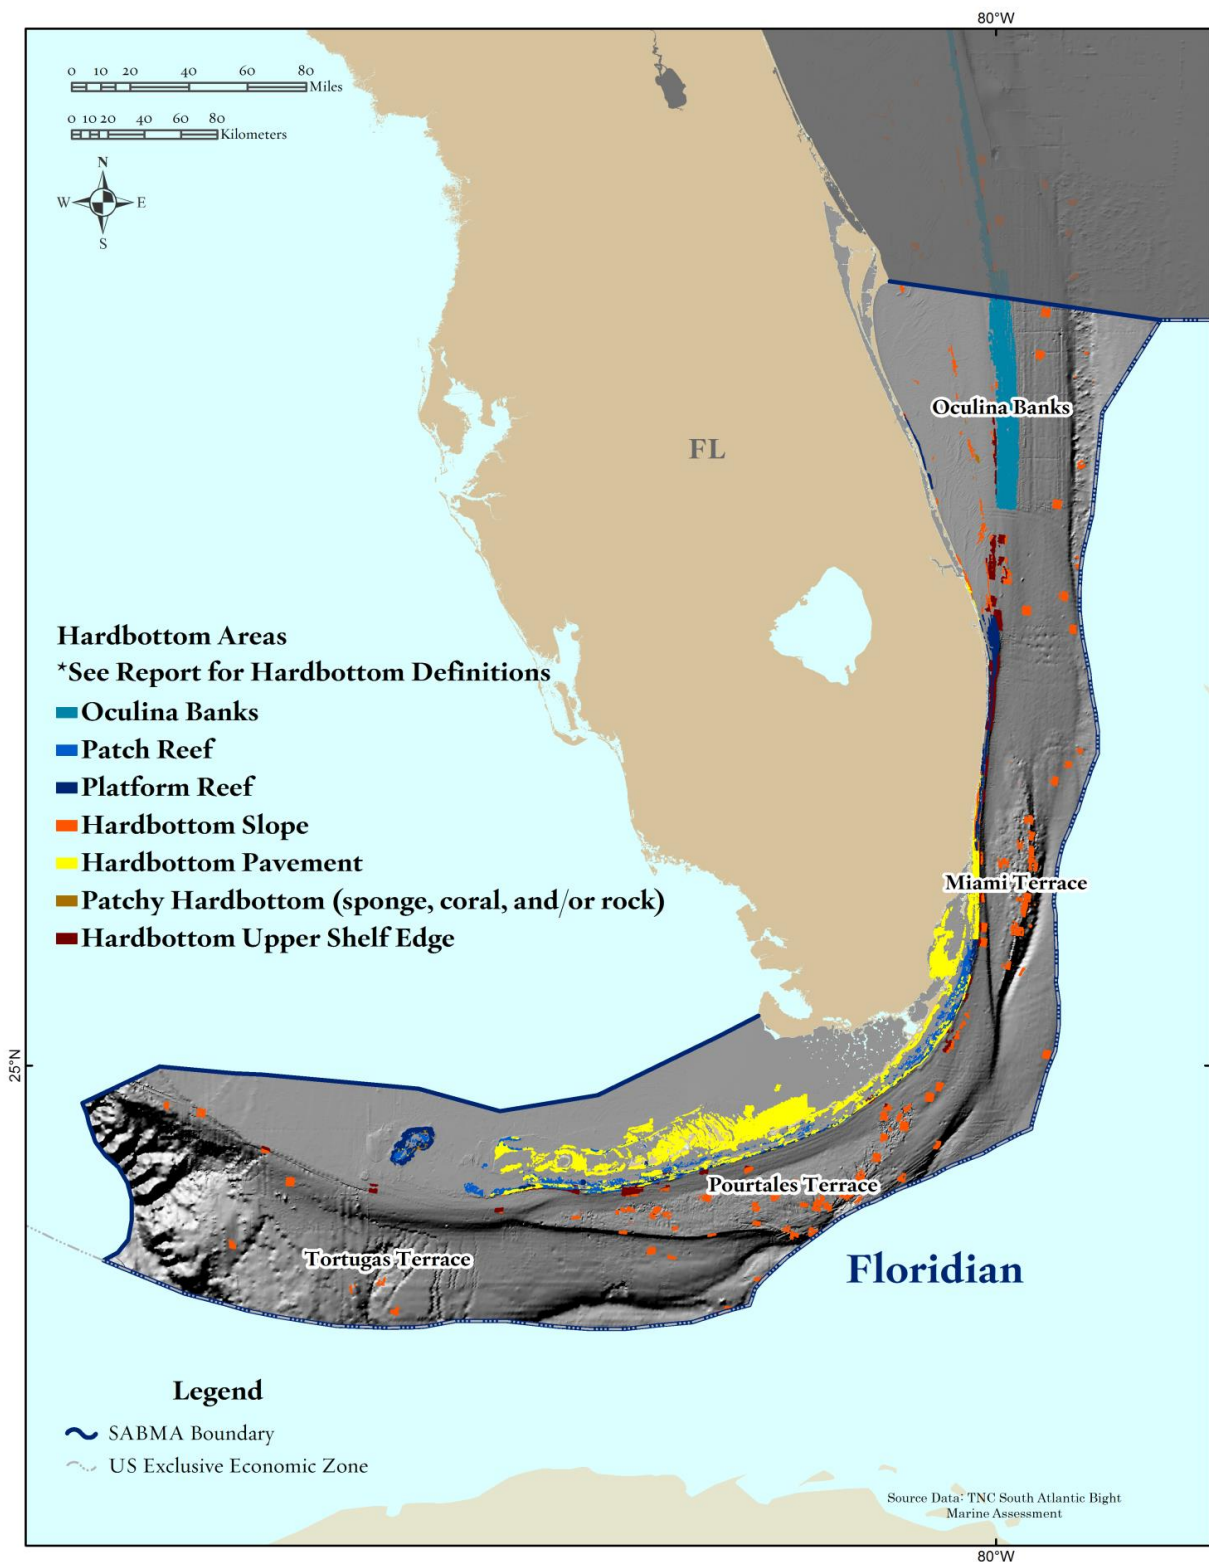 80°W
0 10 20 40 60 80
Miles
0 10 20 40 60 80
Kilometers
N
W E
S
Oculina Banks
FL
Hardbottom Areas
*See Report for Hardbottom Definitions
Oculina Banks
Patch Reef
Platform Reef
Hardbottom Slope
Hardbottom Pavement
Patchy Hardbottom (sponge, coral, and/or rock)
Hardbottom Upper Shelf Edge
Miami Terrace
25°N
Pourtales Terrace
Tortugas Terrace
Floridian
Legend
SABMA Boundary
US Exclusive Economic Zone
Source Data: TNC South Atlantic Bight
Marine Assessment
80°W